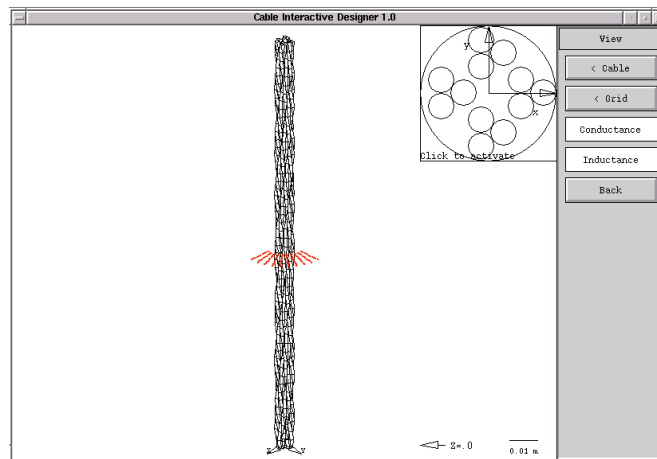 Cable Interactive Designer 1.0
View
< Cable
< Grid
Conductance
Inductance
Back
y
x
Click to activate
Z=.0
0.01 m
Y